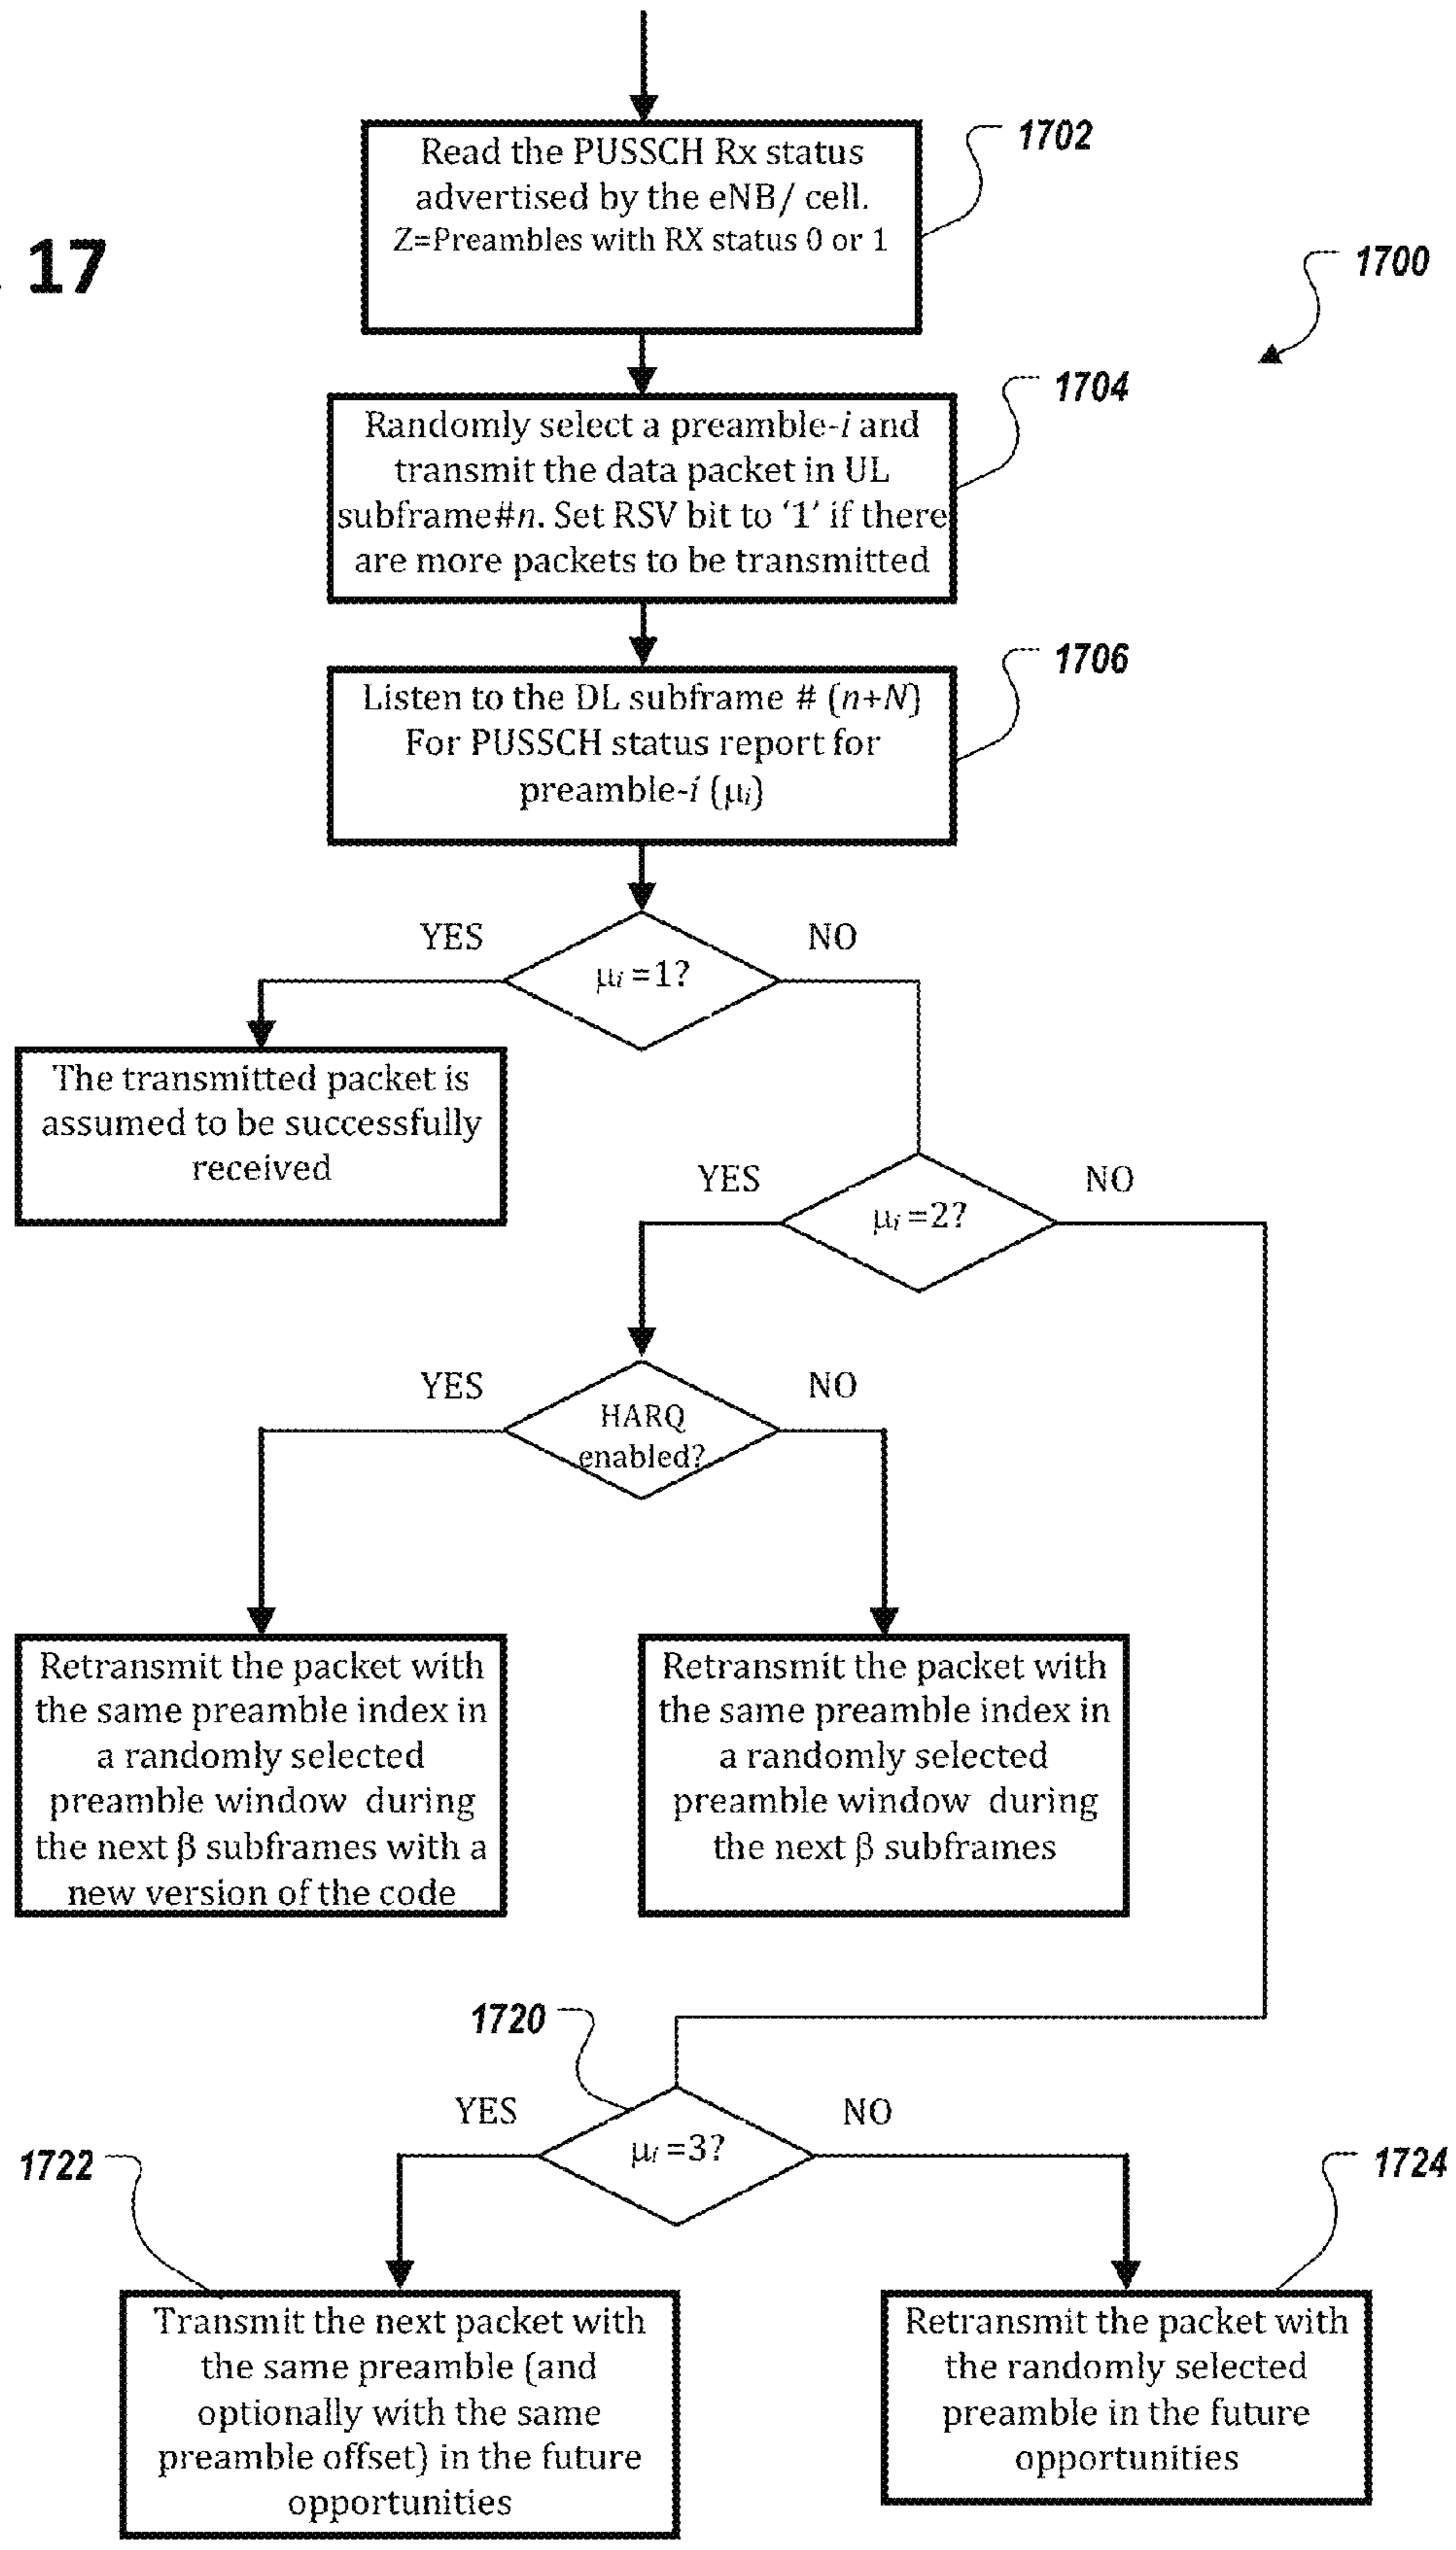 1702
Read the PUSSCH Rx status
advertised by the eNB/ cell.
Z=Preambles with RX status 0 or 1
. 17
1700
1704
Randomly select a preamble-i and
transmit the data packet in UL
subframe#n. Set RSV bit to ‘1’ if there
are more packets to be transmitted
1706
Listen to the DL subframe # (n+N)
For PUSSCH status report for
preamble-i (µi)
YES
NO
µi =1?
The transmitted packet is
assumed to be successfully
received
YES
NO
µi =2?
YES
NO
HARQ
enabled?
Retransmit the packet with
the same preamble index in
a randomly selected
preamble window during
the next β subframes with a
new version of the code
Retransmit the packet with
the same preamble index in
a randomly selected
preamble window during
the next β subframes
1720
YES
NO
µi =3?
1722
1724
Transmit the next packet with
the same preamble (and
optionally with the same
preamble offset) in the future
opportunities
Retransmit the packet with
the randomly selected
preamble in the future
opportunities